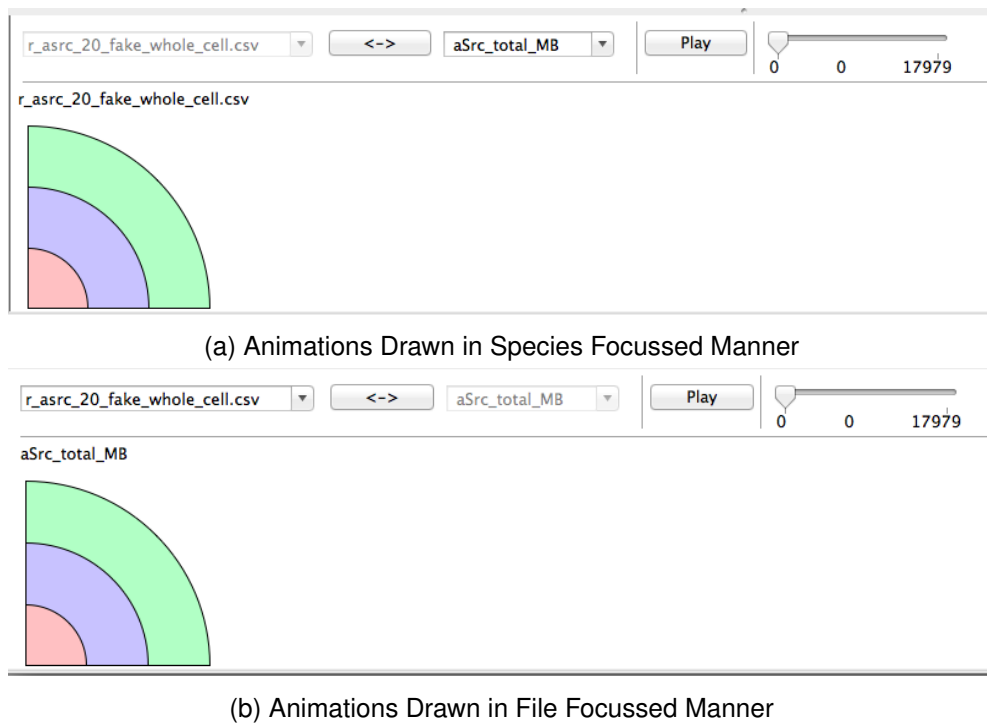 r_asrc_20_fake_whole_cell.csv <-> aSrc_total_MB Play
0 0 17979
r_asrc_20_fake_whole_cell.csv
(a) Animations Drawn in Species Focussed Manner
r_asrc_20_fake_whole_cell.csv <-> aSrc_total_MB Play
0 0 17979
aSrc_total_MB
(b) Animations Drawn in File Focussed Manner